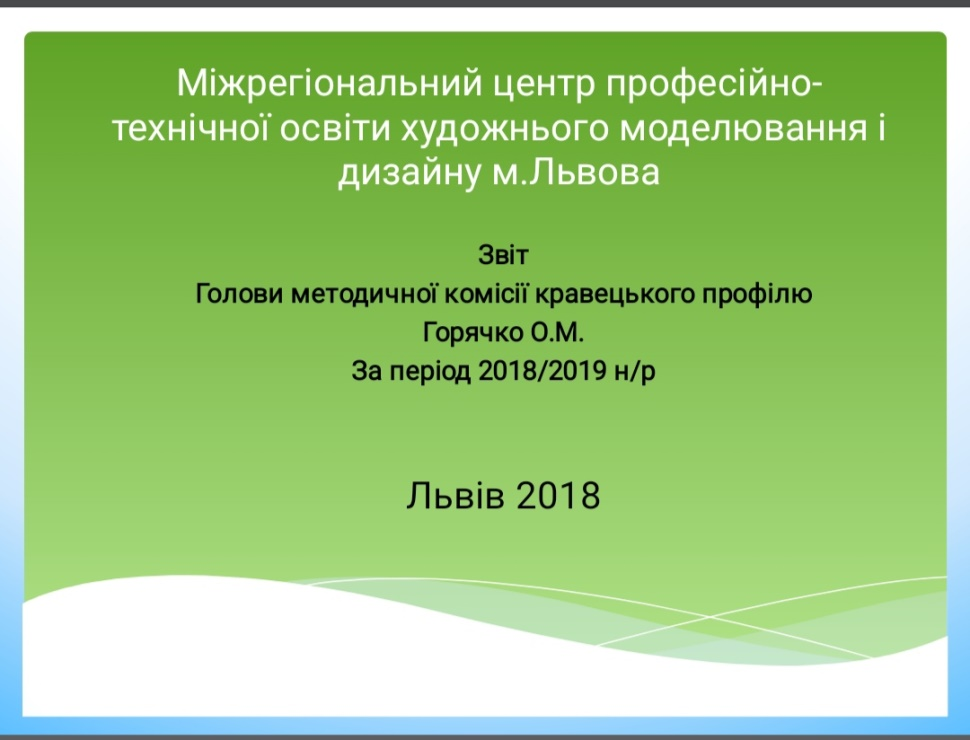 Міжрегіональний центр професійно-
технічної освіти художнього моделювання і
дизайну м.Львова
Звіт
Голови методичної комісії кравецького профілю
Горячко О.М.
За період 2018/2019 н/р
Львів 2018